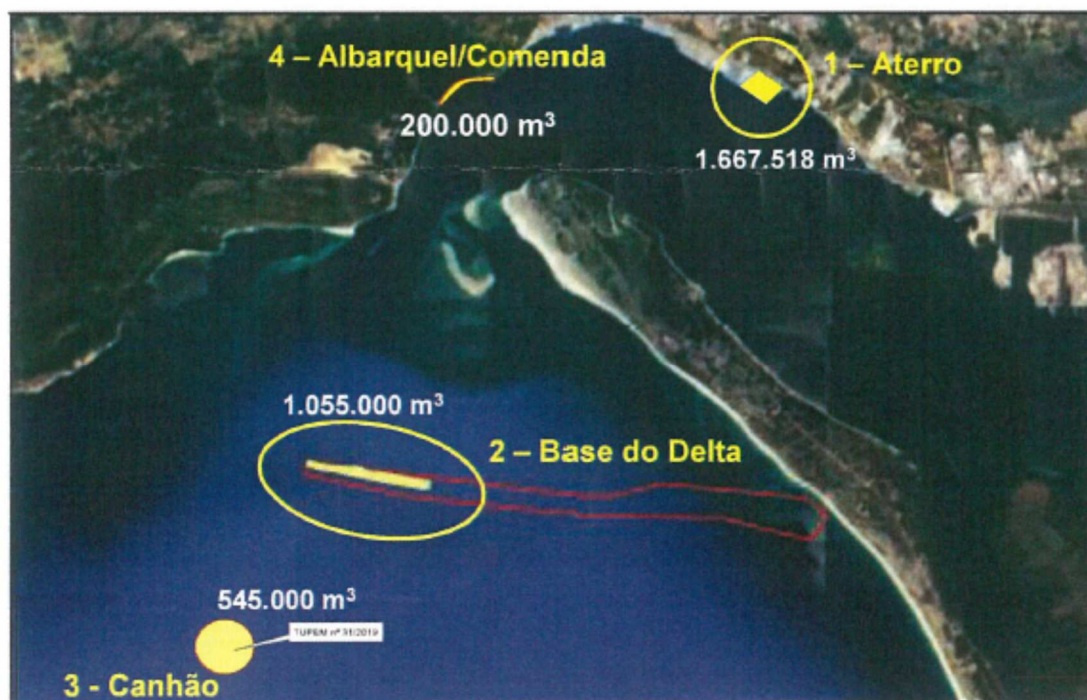 4 – Albarquel/Comenda
200.000 m³
1 – Aterro
1.667.518 m³
1.055.000 m³
2 – Base do Delta
545.000 m³
TUPEM nº 31/2019
3 - Canhão